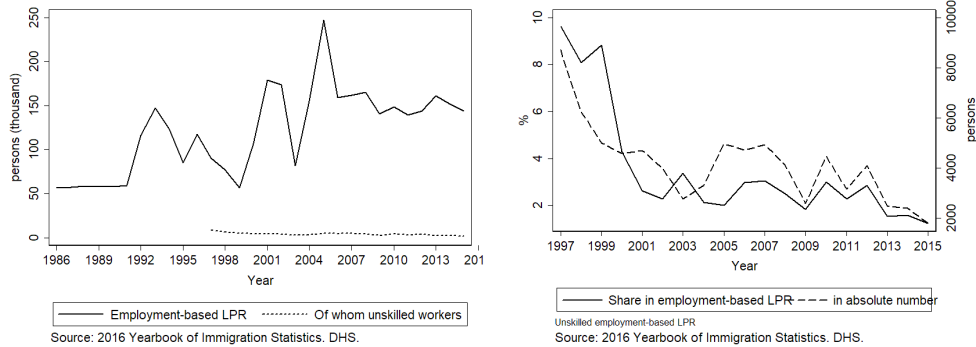 persons (thousand)
250
200
150
100
50
0
1986 1989 1992 1995 1998 2001 2004 2007 2010 2013 201
Year
Employment-based LPR Of whom unskilled workers
Source: 2016 Yearbook of Immigration Statistics. DHS.
%
10
8
6
4
2
persons
10000
8000
6000
4000
2000
1997 1999 2001 2003 2005 2007 2009 2011 2013 2015
Year
Share in employment-based LPR in absolute number
Unskilled employment-based LPR
Source: 2016 Yearbook of Immigration Statistics. DHS.